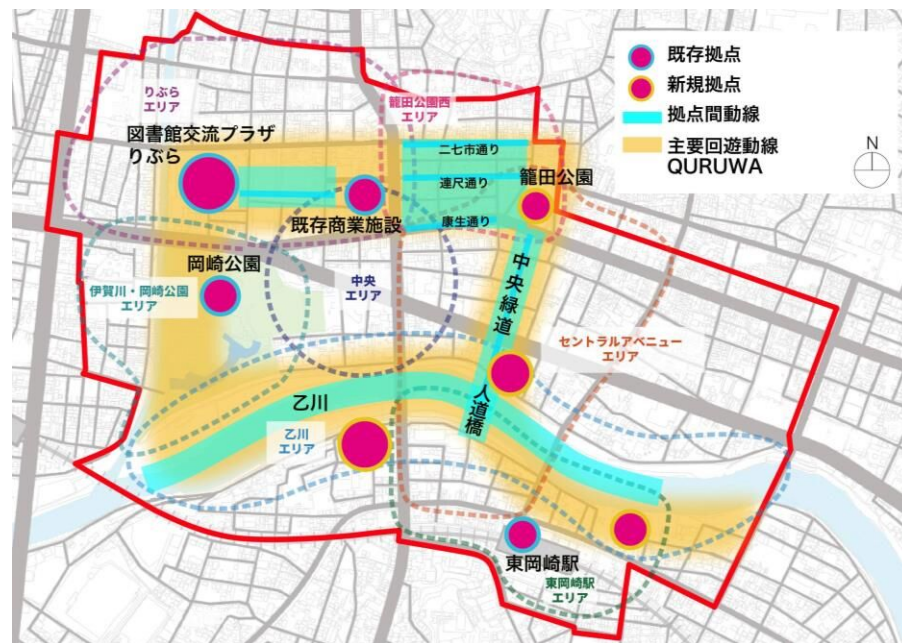 既存拠点
新規拠点
拠点間動線
主要回遊動線
QURUWA
N
りぶら
エリア
籠田公園西
エリア
図書館交流プラザ
りぶら
二七市通り
連尺通り
康生通り
籠田公園
既存商業施設
岡崎公園
伊賀川・岡崎公園
エリア
中央
エリア
中央緑道
セントラルアベニュー
エリア
人道橋
乙川
乙川
エリア
東岡崎駅
東岡崎駅
エリア